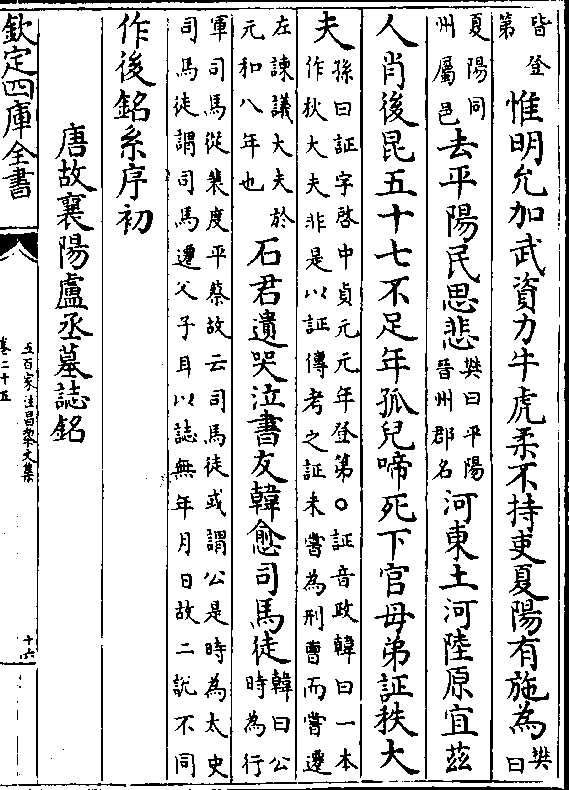 皆登第惟明允加武資力牛虎柔不持吏夏陽有施為樊曰
夏陽同州屬邑去平陽民思悲樊曰平陽晉州郡名河東土河陸原宜茲
人肖後昆五十七不足年孤兒啼死下官母弟証秩大
夫孫曰証字啓中貞元元年登第○証音政韓曰一本作秋大夫非是以証傳考之証未嘗為刑曹而嘗遷
左諫議大夫於元和八年也石君遺哭泣書友韓愈司馬徒韓曰公時為行
軍司馬從裴度平蔡故云司馬徒或謂公是時為太史司馬徒謂司馬遷父子耳以誌無年月日故二說不同
作後銘系序初
唐故襄陽盧丞墓誌銘
欽定四庫全書
五百家注昌黎文集
卷二十五
十六